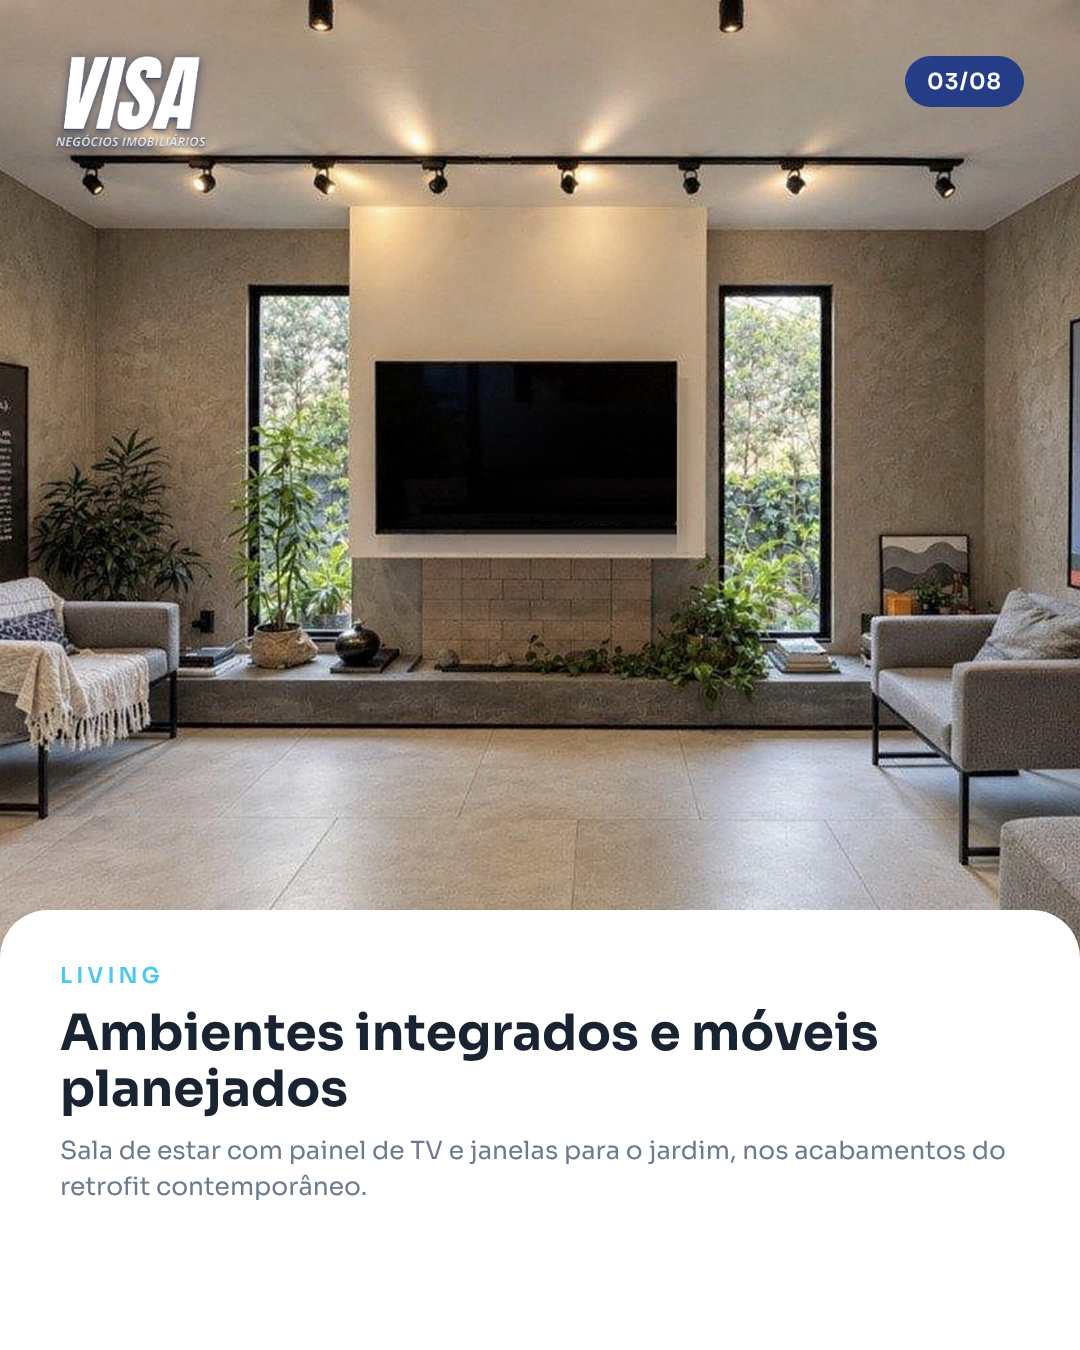 VISA
NEGÓCIOS IMOBILIÁRIOS
03/08
LIVING
Ambientes integrados e móveis
planejados
Sala de estar com painel de TV e janelas para o jardim, nos acabamentos do
retrofit contemporâneo.